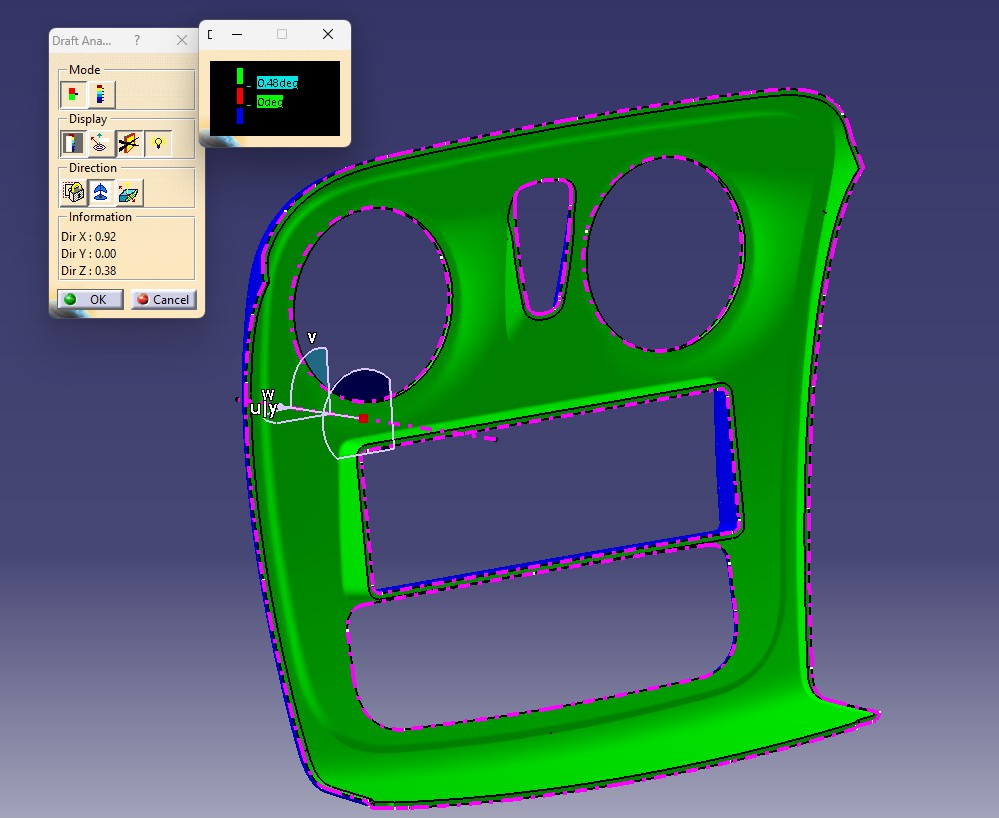 Draft Ana...
?
Mode
Display
Direction
Information
Dir X : 0.92
Dir Y : 0.00
Dir Z : 0.38
OK
Cancel
0.48deg
0deg
v
w
u|y